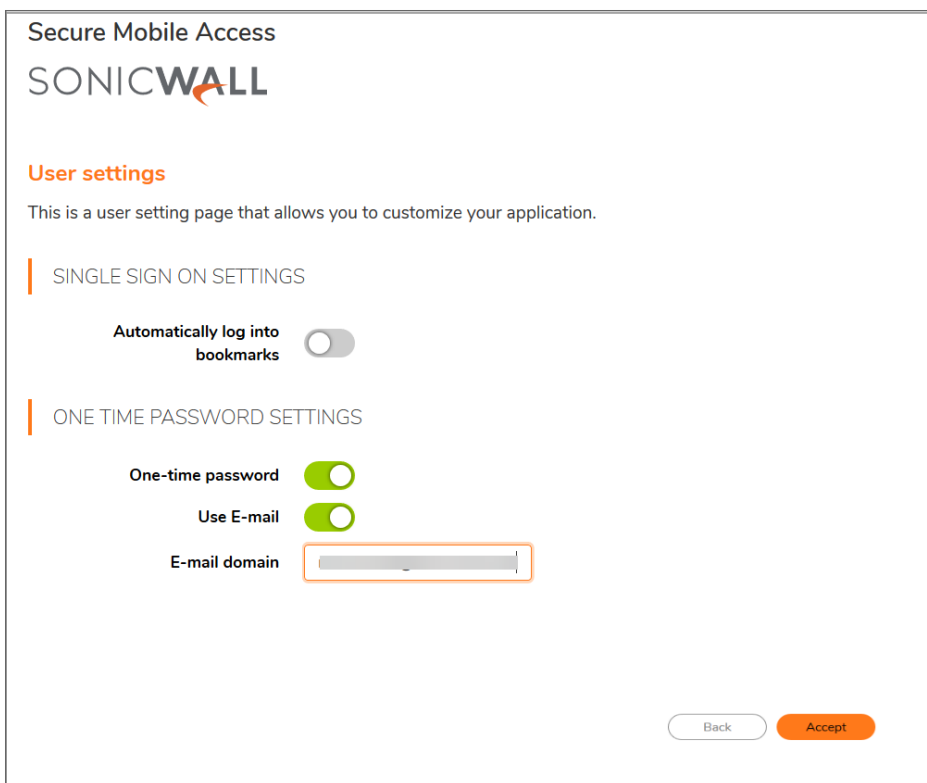 Secure Mobile Access
SONICWALL
User settings
This is a user setting page that allows you to customize your application.
SINGLE SIGN ON SETTINGS
Automatically log into
bookmarks
ONE TIME PASSWORD SETTINGS
One-time password
Use E-mail
E-mail domain
Back
Accept